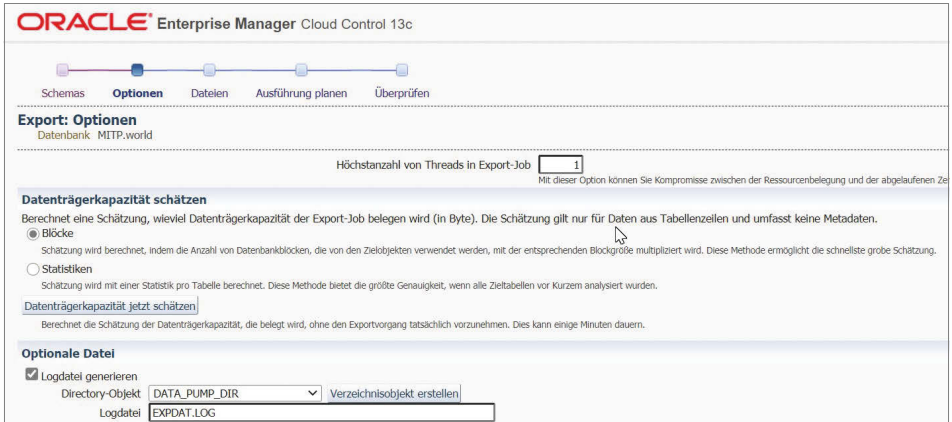 ORACLE Enterprise Manager Cloud Control 13c
Schemas Optionen Dateien Ausführung planen Überprüfen
Export: Optionen
Datenbank MITP.world
Höchstanzahl von Threads in Export-Job 1
Mit dieser Option können Sie Kompromisse zwischen der Ressourcenbelegung und der abgelaufenen
Datenträgerkapazität schätzen
Berechnet eine Schätzung, wieviel Datenträgerkapazität der Export-Job belegen wird (in Byte). Die Schätzung gilt nur für Daten aus Tabellenzeilen und umfasst keine Metadaten.
Blöcke
Schätzung wird berechnet, indem die Anzahl von Datenbankblöcken, die von den Zielobjekten verwendet werden, mit der entsprechenden Blockgröße multipliziert wird. Diese Methode ermöglicht die schnellste grobe Schätzung.
Statistiken
Schätzung wird mit einer Statistik pro Tabelle berechnet. Diese Methode bietet die größte Genauigkeit, wenn alle Zieltabellen vor Kurzem analysiert wurden.
Datenträgerkapazität jetzt schätzen
Berechnet die Schätzung der Datenträgerkapazität, die belegt wird, ohne den Exportvorgang tatsächlich vorzunehmen. Dies kann einige Minuten dauern.
Optionale Datei
Logdatei generieren
Directory-Objekt DATA_PUMP_DIR Verzeichnisobjekt erstellen
Logdatei EXPDAT.LOG